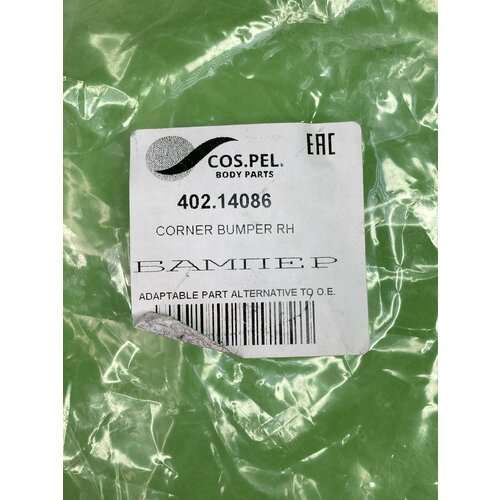 COS.PEL.
BODY PARTS
EAC
402.14086
CORNER BUMPER RH
БАМПЕР
ADAPTABLE PART ALTERNATIVE TO O.E.